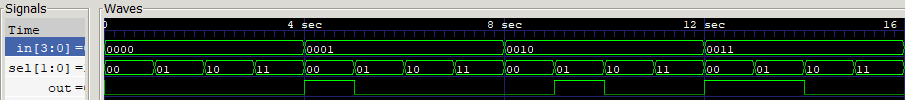 Signals
Waves
Time
0 4 sec 8 sec 12 sec 16
in[3:0] = 0000 0001 0010 0011
sel[1:0] = 00 01 10 11 00 01 10 11 00 01 10 11 00 01 10 11
out =